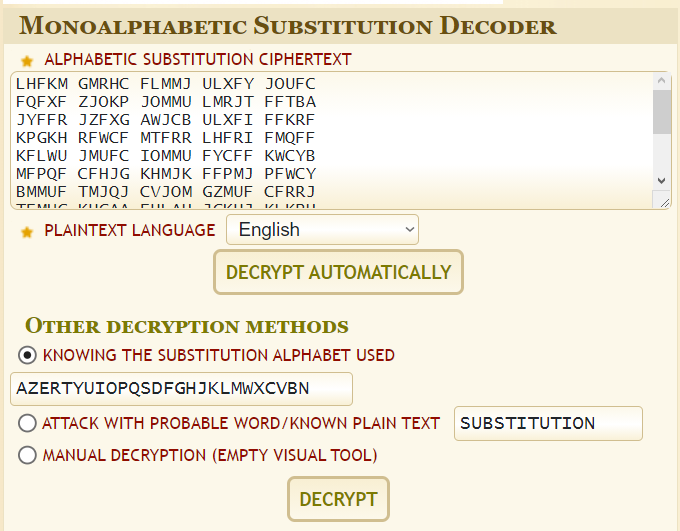 Monoalphabetic Substitution Decoder
★ ALPHABETIC SUBSTITUTION CIPHERTEXT
LHFKM GMRHC FLMMJ ULXFY JOUFC
FQFXF ZJOKP JOMMU LMRJT FFTBA
JYFFR JZFXG AWJCB ULXFI FFKRF
KPGKH RFWCF MTFRR LHFRI FMQFF
KFLWU JMUFC IOMMU FYCFF KWCYB
MFPQF CFHJG KHMJK FFPMJ PFWCY
BMMUF TMJQJ CVJOM GZMUF CFRRJ
★ PLAINTEXT LANGUAGE English
DECRYPT AUTOMATICALLY
Other decryption methods
KNOWING THE SUBSTITUTION ALPHABET USED
AZERTYUIOPQSDFGHJKLMWXCVBN
ATTACK WITH PROBABLE WORD/KNOWN PLAIN TEXT SUBSTITUTION
MANUAL DECRYPTION (EMPTY VISUAL TOOL)
DECRYPT